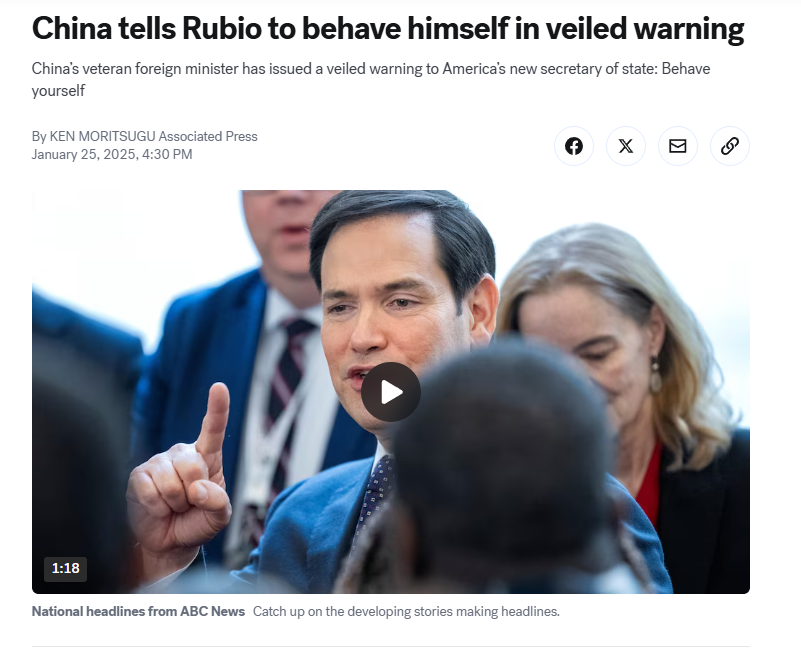 China tells Rubio to behave himself in veiled warning
China's veteran foreign minister has issued a veiled warning to America's new secretary of state: Behave
yourself
By KEN MORITSUGU Associated Press
January 25, 2025, 4:30 PM
1:18
National headlines from ABC News Catch up on the developing stories making headlines.